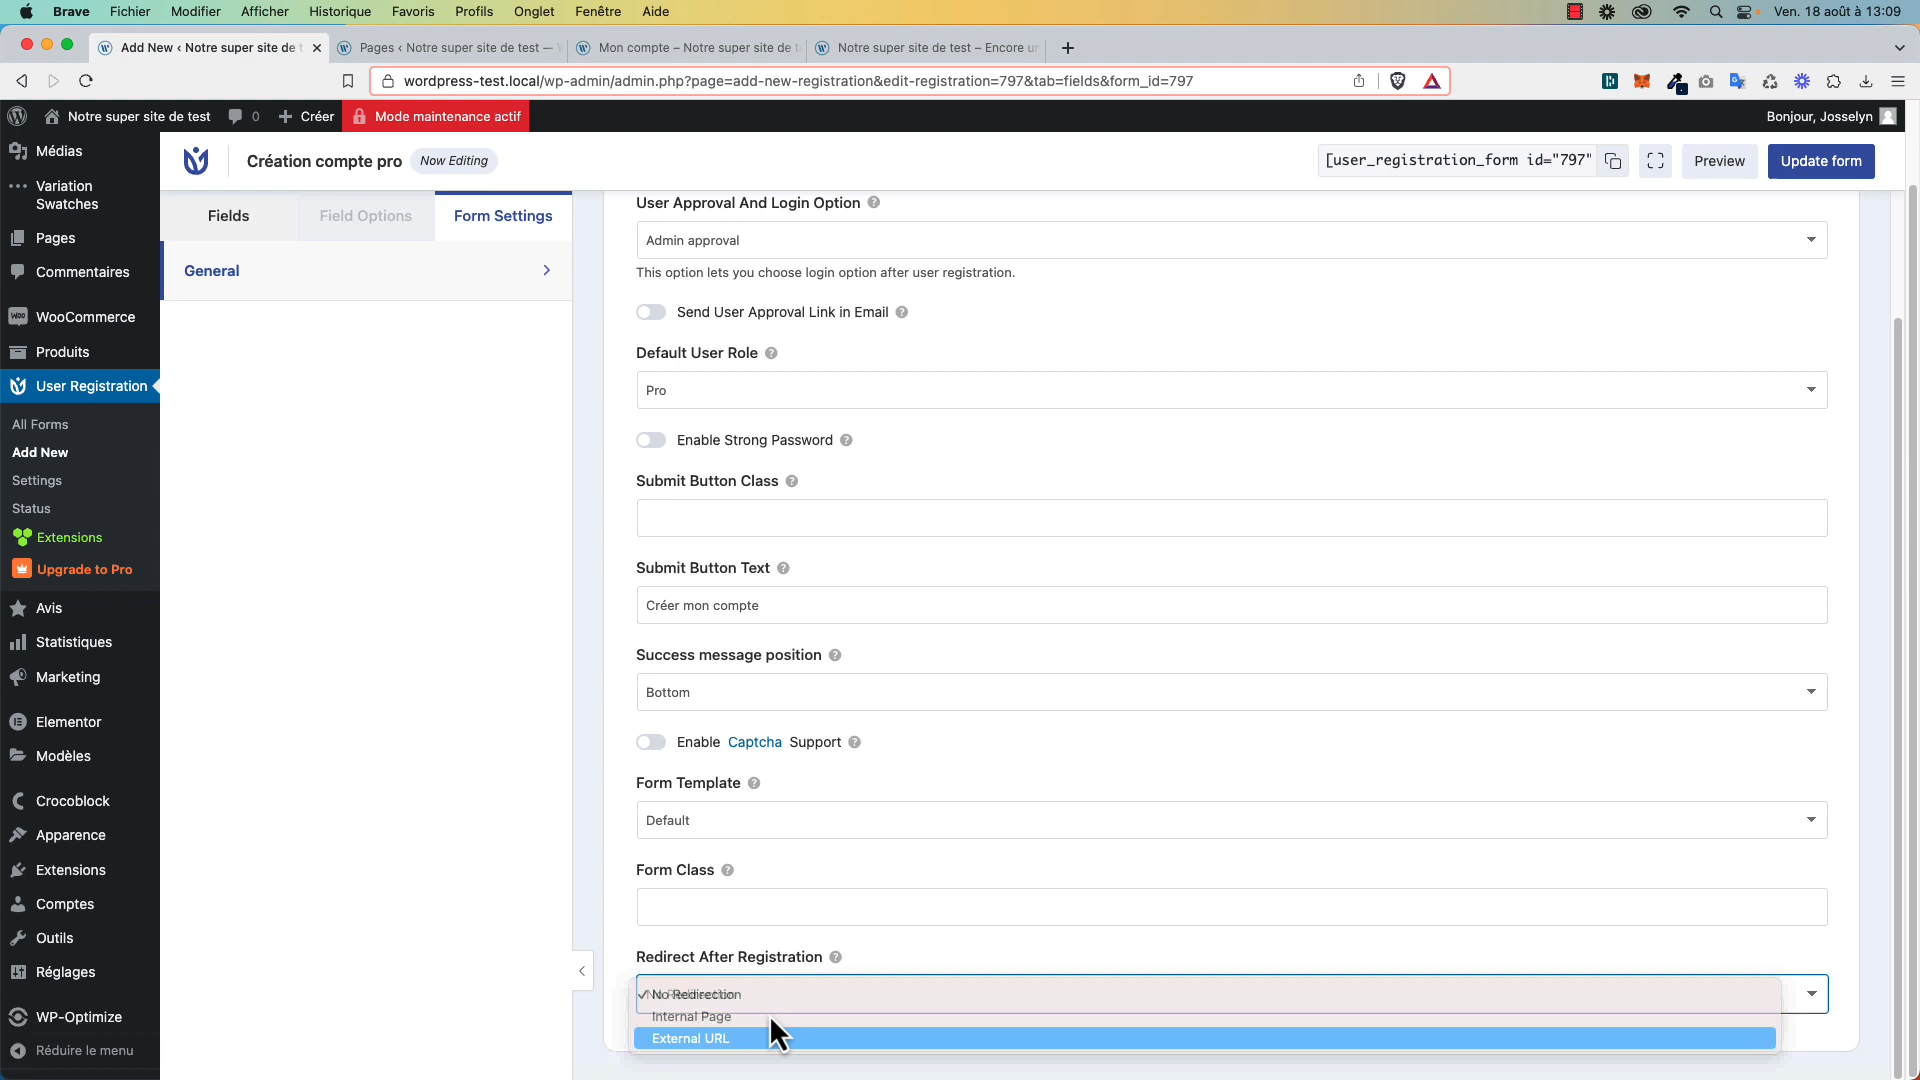 Brave Fichier Modifier Afficher Historique Favoris Profils Onglet Fenêtre Aide Ven. 18 août à 13:09
Add New ‹ Notre super site de t
Pages ‹ Notre super site de test —
Mon compte – Notre super site de t
Notre super site de test – Encore un
wordpress-test.local/wp-admin/admin.php?page=add-new-registration&edit-registration=797&tab=fields&form_id=797
Notre super site de test 0 Créer Mode maintenance actif Bonjour, Josselyn
Médias
Variation
Swatches
Pages
Commentaires
WooCommerce
Produits
User Registration
All Forms
Add New
Settings
Status
Extensions
Upgrade to Pro
Avis
Statistiques
Marketing
Elementor
Modèles
Crocoblock
Apparence
Extensions
Comptes
Outils
Réglages
WP-Optimize
Réduire le menu
Création compte pro Now Editing
[user_registration_form id="797" Preview Update form
Fields Field Options Form Settings
General
User Approval And Login Option
Admin approval
This option lets you choose login option after user registration.
Send User Approval Link in Email
Default User Role
Pro
Enable Strong Password
Submit Button Class
Submit Button Text
Créer mon compte
Success message position
Bottom
Enable Captcha Support
Form Template
Default
Form Class
Redirect After Registration
No Redirection
Internal Page
External URL